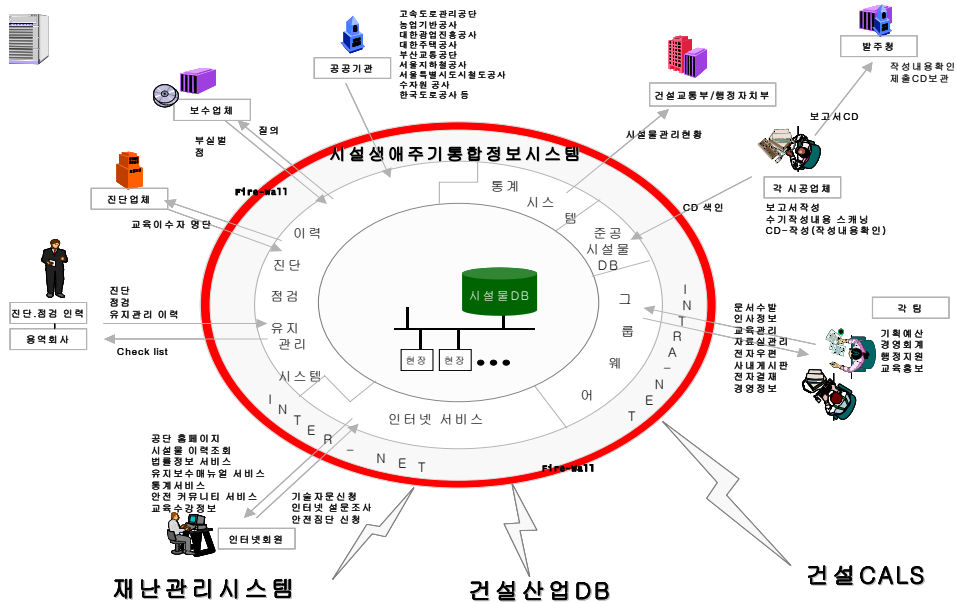 고속도로관리공단
농업기반공사
대한광업진흥공사
대한주택공사
부산교통공단
서울지하철공사
서울특별시도시철도공사
수자원 공사
한국도로공사 등
공공기관
발주청
작성내용확인
제출CD보관
건설교통부/행정자치부
보수업체
질의
부실벌
점
시설물관리현황
보고서CD
각 시공업체
보고서작성
수기작성내용 스캐닝
CD-작성(작성내용확인)
CD 색인
시설생애주기통합정보시스템
Fire-Wall
진단업체
교육이수자 명단
통계
시스
템
준공
시설물
DB
그
룹
웨
어
이력
진단
점검
유지
관리
시스템
인터넷 서비스
시설물DB
현장
현장
INTRA-NET
INTER-NET
Fire-Wall
진단.점검 인력
용역회사
진단
점검
유지관리 이력
Check list
각 팀
기획예산
경영회계
행정지원
교육홍보
문서수발
인사정보
교육관리
자료실관리
전자우편
사내게시판
전자결재
경영정보
공단 홈페이지
시설물 이력조회
법률정보 서비스
유지보수매뉴얼 서비스
통계서비스
안전 커뮤니티 서비스
교육수강정보
기술자문신청
인터넷 설문조사
안전점단 신청
인터넷회원
재난관리시스템
건설산업DB
건설CALS